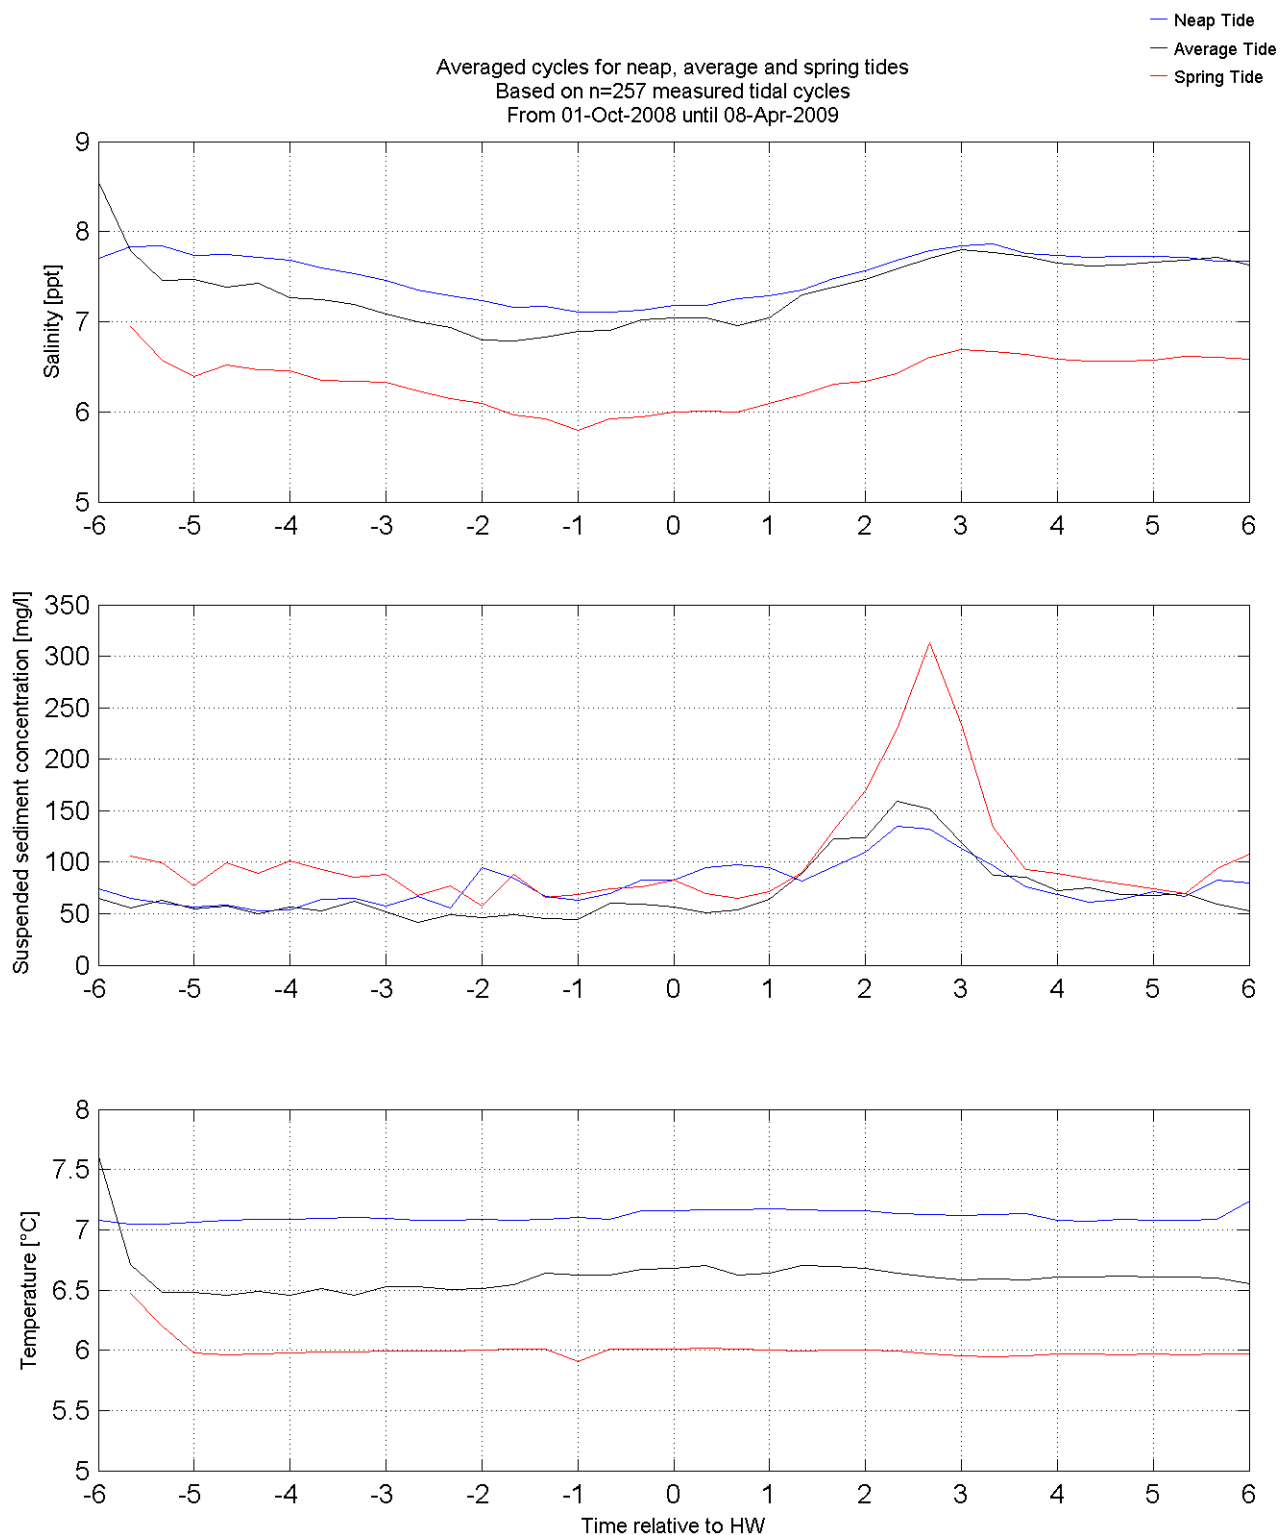 Neap Tide
Average Tide
Spring Tide
Averaged cycles for neap, average and spring tides
Based on n=257 measured tidal cycles
From 01-Oct-2008 until 08-Apr-2009
Salinity [ppt]
9
8
7
6
5
-6 -5 -4 -3 -2 -1 0 1 2 3 4 5 6
Suspended sediment concentration [mg/l]
350
300
250
200
150
100
50
0
-6 -5 -4 -3 -2 -1 0 1 2 3 4 5 6
Temperature [°C]
8
7.5
7
6.5
6
5.5
5
-6 -5 -4 -3 -2 -1 0 1 2 3 4 5 6
Time relative to HW